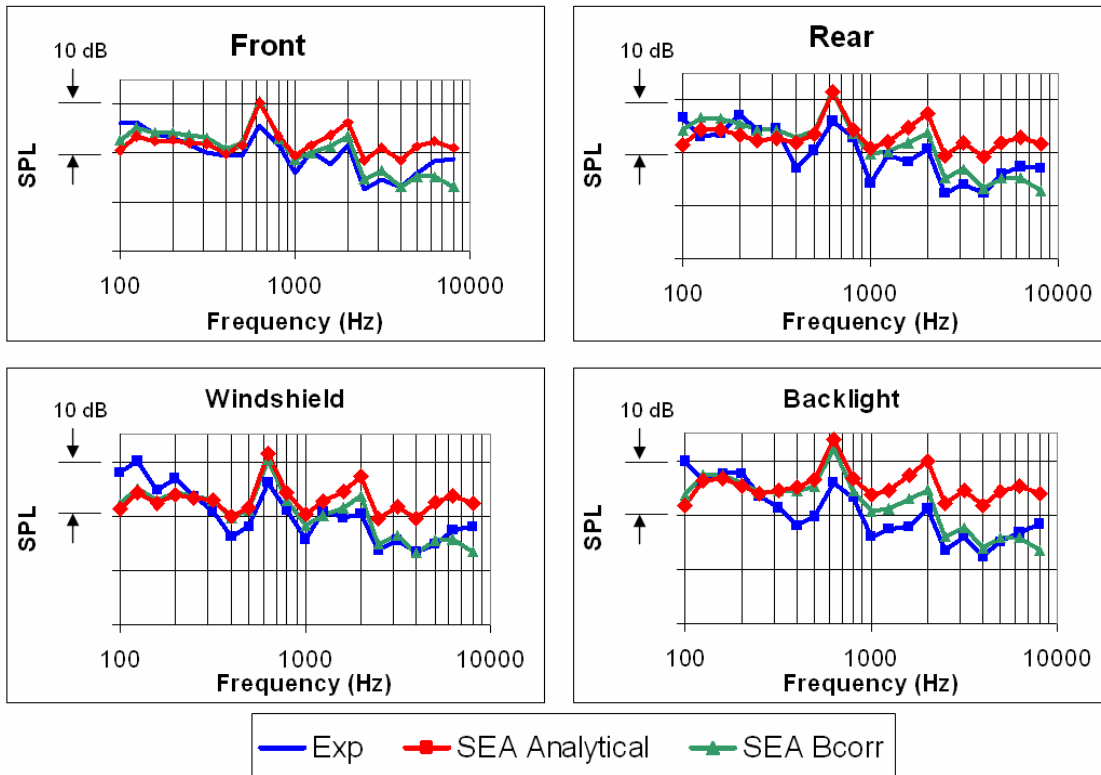 Front
10 dB
SPL
100 1000 10000
Frequency (Hz)
Rear
10 dB
SPL
100 1000 10000
Frequency (Hz)
Windshield
10 dB
SPL
100 1000 10000
Frequency (Hz)
Backlight
10 dB
SPL
100 1000 10000
Frequency (Hz)
Exp SEA Analytical SEA Bcorr